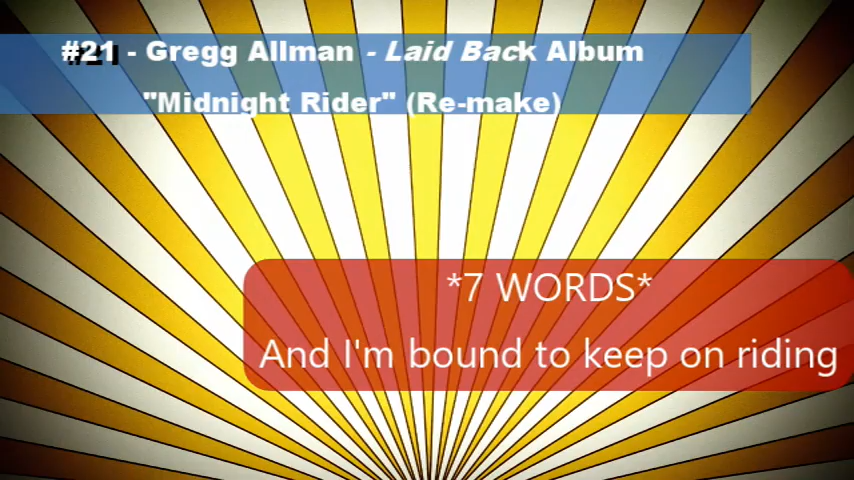 #21 - Gregg Allman - Laid Back Album
"Midnight Rider" (Re-make)
*7 WORDS*
And I'm bound to keep on riding